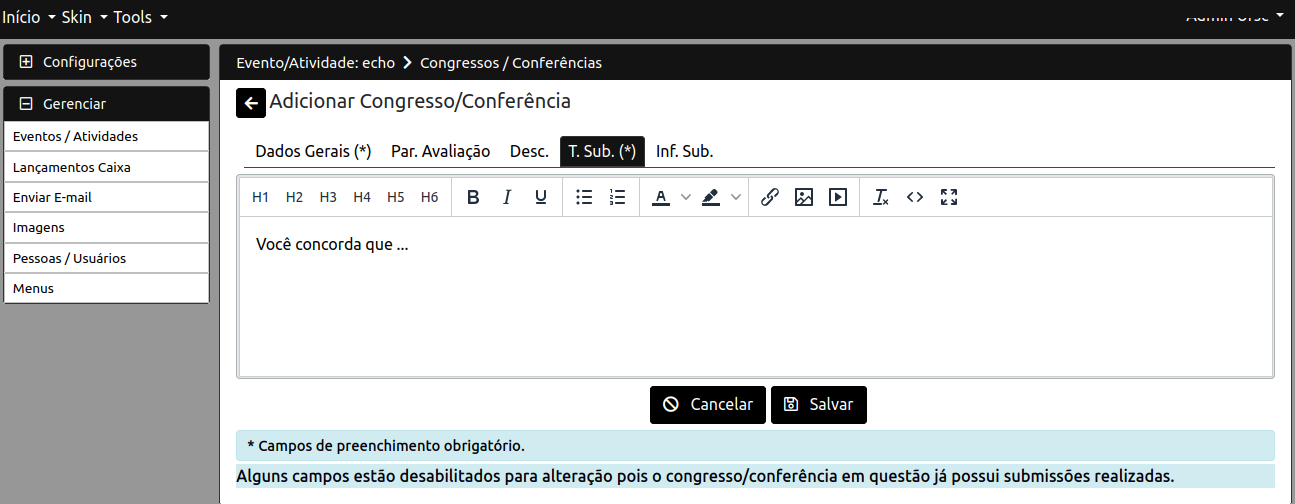 Início Skin Tools
Admin
Configurações
Gerenciar
Eventos / Atividades
Lançamentos Caixa
Enviar E-mail
Imagens
Pessoas / Usuários
Menus
Evento/Atividade: echo Congressos / Conferências
Adicionar Congresso/Conferência
Dados Gerais (*) Par. Avaliação Desc. T. Sub. (*) Inf. Sub.
H1 H2 H3 H4 H5 H6 B I U A
Você concorda que ...
Cancelar Salvar
* Campos de preenchimento obrigatório.
Alguns campos estão desabilitados para alteração pois o congresso/conferência em questão já possui submissões realizadas.